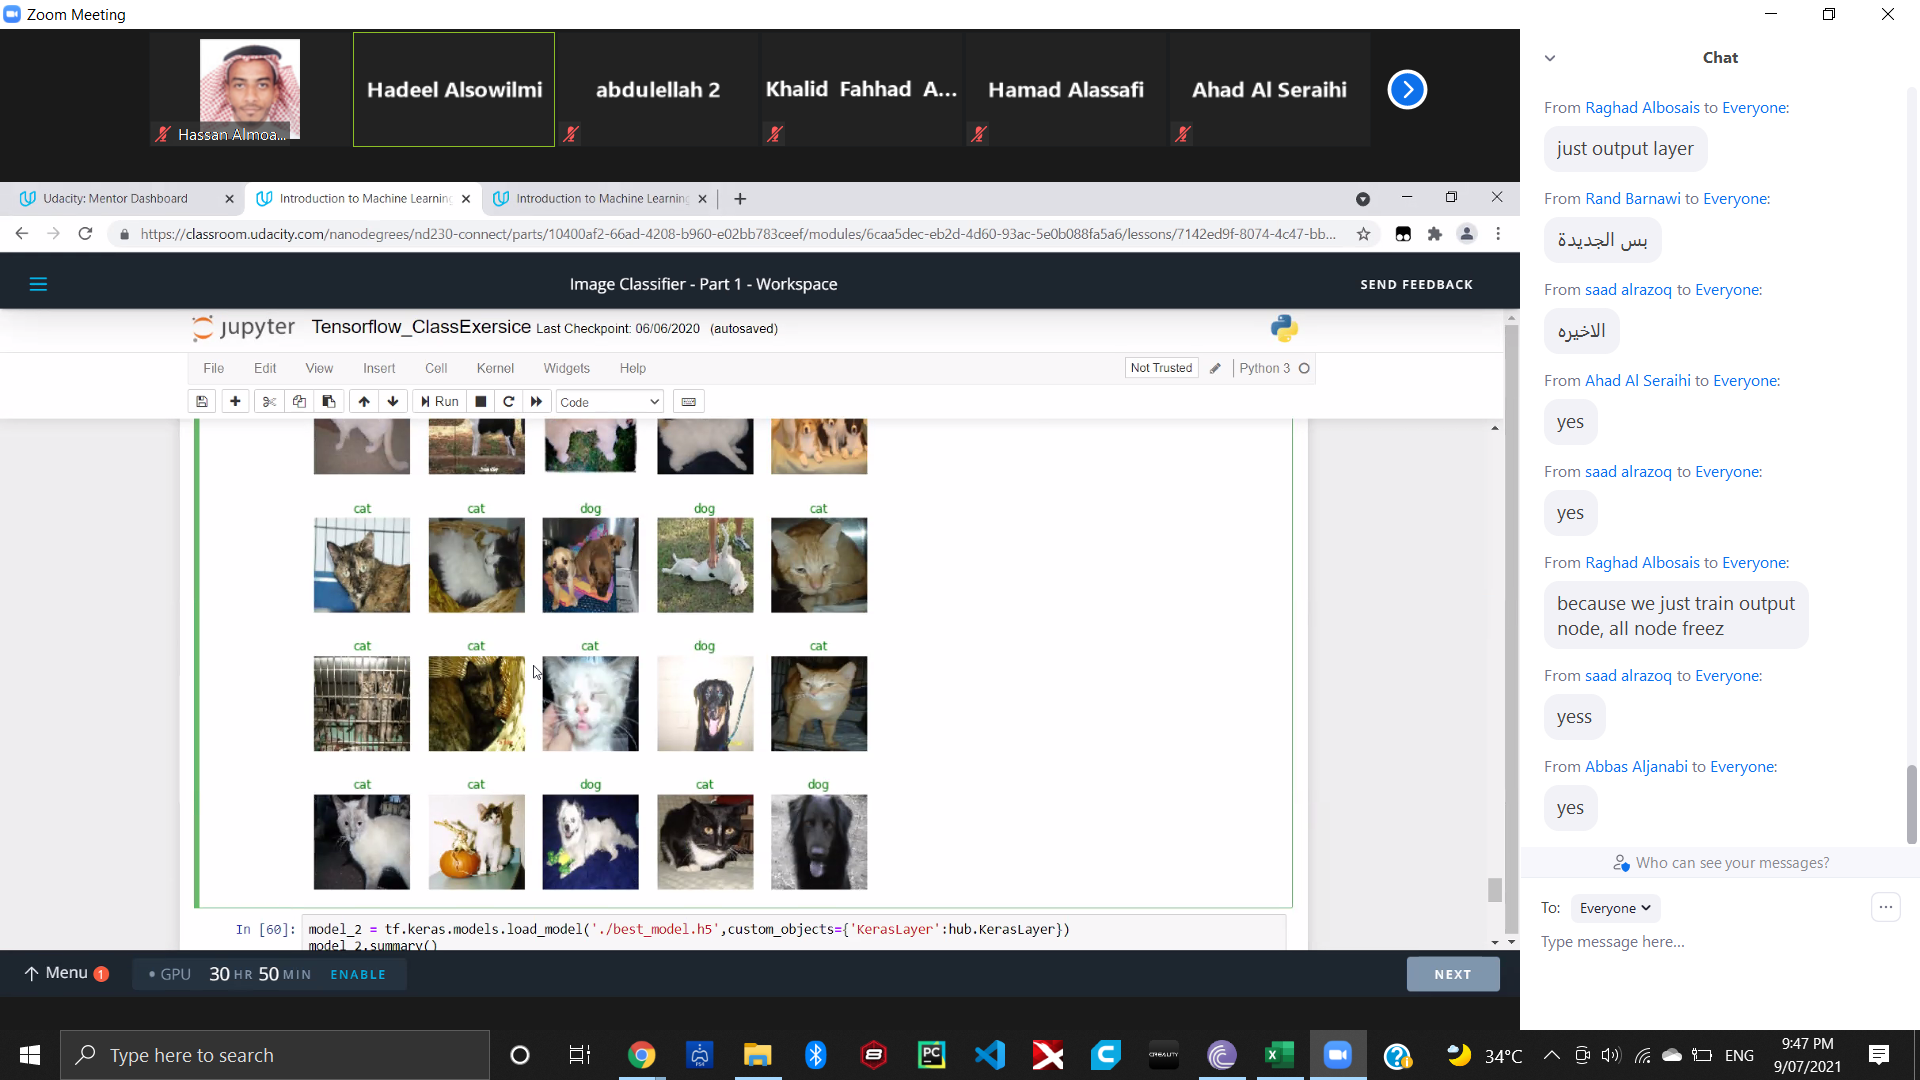 Zoom Meeting
Hassan Almoa...
Hadeel Alsowilmi
abdulellah 2
Khalid Fahhad A...
Hamad Alassafi
Ahad Al Seraihi
Udacity: Mentor Dashboard
Introduction to Machine Learning
Introduction to Machine Learning
https://classroom.udacity.com/nanodegrees/nd230-connect/parts/10400af2-66ad-4208-b960-e02bb783ceef/modules/6caa5dec-eb2d-4d60-93ac-5e0b088fa5a6/lessons/7142ed9f-8074-4c47-bb...
Image Classifier - Part 1 - Workspace
SEND FEEDBACK
jupyter Tensorflow_ClassExersice Last Checkpoint: 06/06/2020 (autosaved)
File Edit View Insert Cell Kernel Widgets Help
Not Trusted
Python 3
Run
Code
cat cat dog dog cat
cat cat cat dog cat
cat cat dog cat dog
In [60]: model_2 = tf.keras.models.load_model('./best_model.h5',custom_objects={'KerasLayer':hub.KerasLayer})
model_2.summary()
Menu 1
GPU 30 HR 50 MIN ENABLE
NEXT
Chat
From Raghad Albosais to Everyone:
just output layer
From Rand Barnawi to Everyone:
بس الجديدة
From saad alrazoq to Everyone:
الاخيره
From Ahad Al Seraihi to Everyone:
yes
From saad alrazoq to Everyone:
yes
From Raghad Albosais to Everyone:
because we just train output
node, all node freez
From saad alrazoq to Everyone:
yess
From Abbas Aljanabi to Everyone:
yes
Who can see your messages?
To: Everyone
Type message here...
Type here to search
PC
CREALITY
34°C
ENG
9:47 PM
9/07/2021